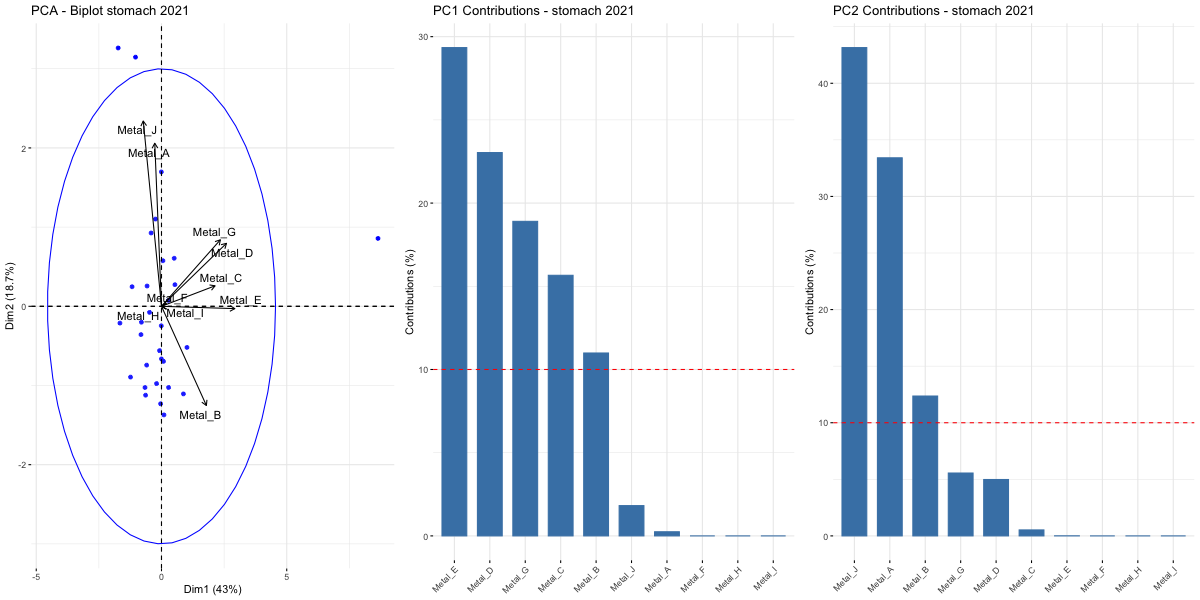 PCA - Biplot stomach 2021
Dim2 (18.7%)
2
0
-2
Metal_J
Metal_A
Metal_G
Metal_D
Metal_C
Metal_F
Metal_E
Metal_H
Metal_I
Metal_B
-5
0
5
Dim1 (43%)
PC1 Contributions - stomach 2021
Contributions (%)
30
20
10
0
Metal_E
Metal_D
Metal_G
Metal_C
Metal_B
Metal_J
Metal_A
Metal_F
Metal_H
Metal_I
PC2 Contributions - stomach 2021
Contributions (%)
40
30
20
10
0
Metal_J
Metal_A
Metal_B
Metal_G
Metal_D
Metal_C
Metal_E
Metal_F
Metal_H
Metal_I